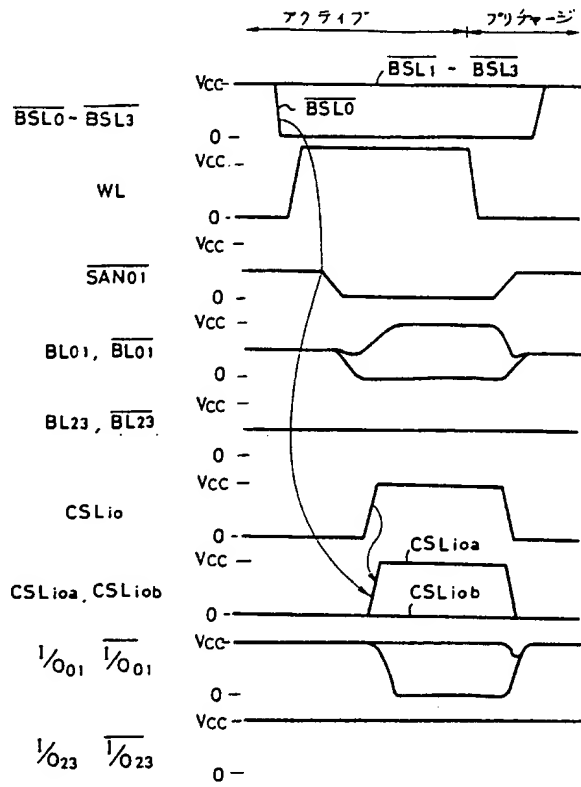 アクティブ プリチャージ
Vcc
BSL1 - BSL3
BSL0 - BSL3
BSL0
0
Vcc
WL
0
Vcc
SAN01
0
Vcc
BL01, BL01
0
Vcc
BL23, BL23
0
Vcc
CSLio
0
Vcc
CSLioa
CSLioa, CSLiob
CSLiob
0
Vcc
I/O01 I/O01
0
Vcc
I/O23 I/O23
0